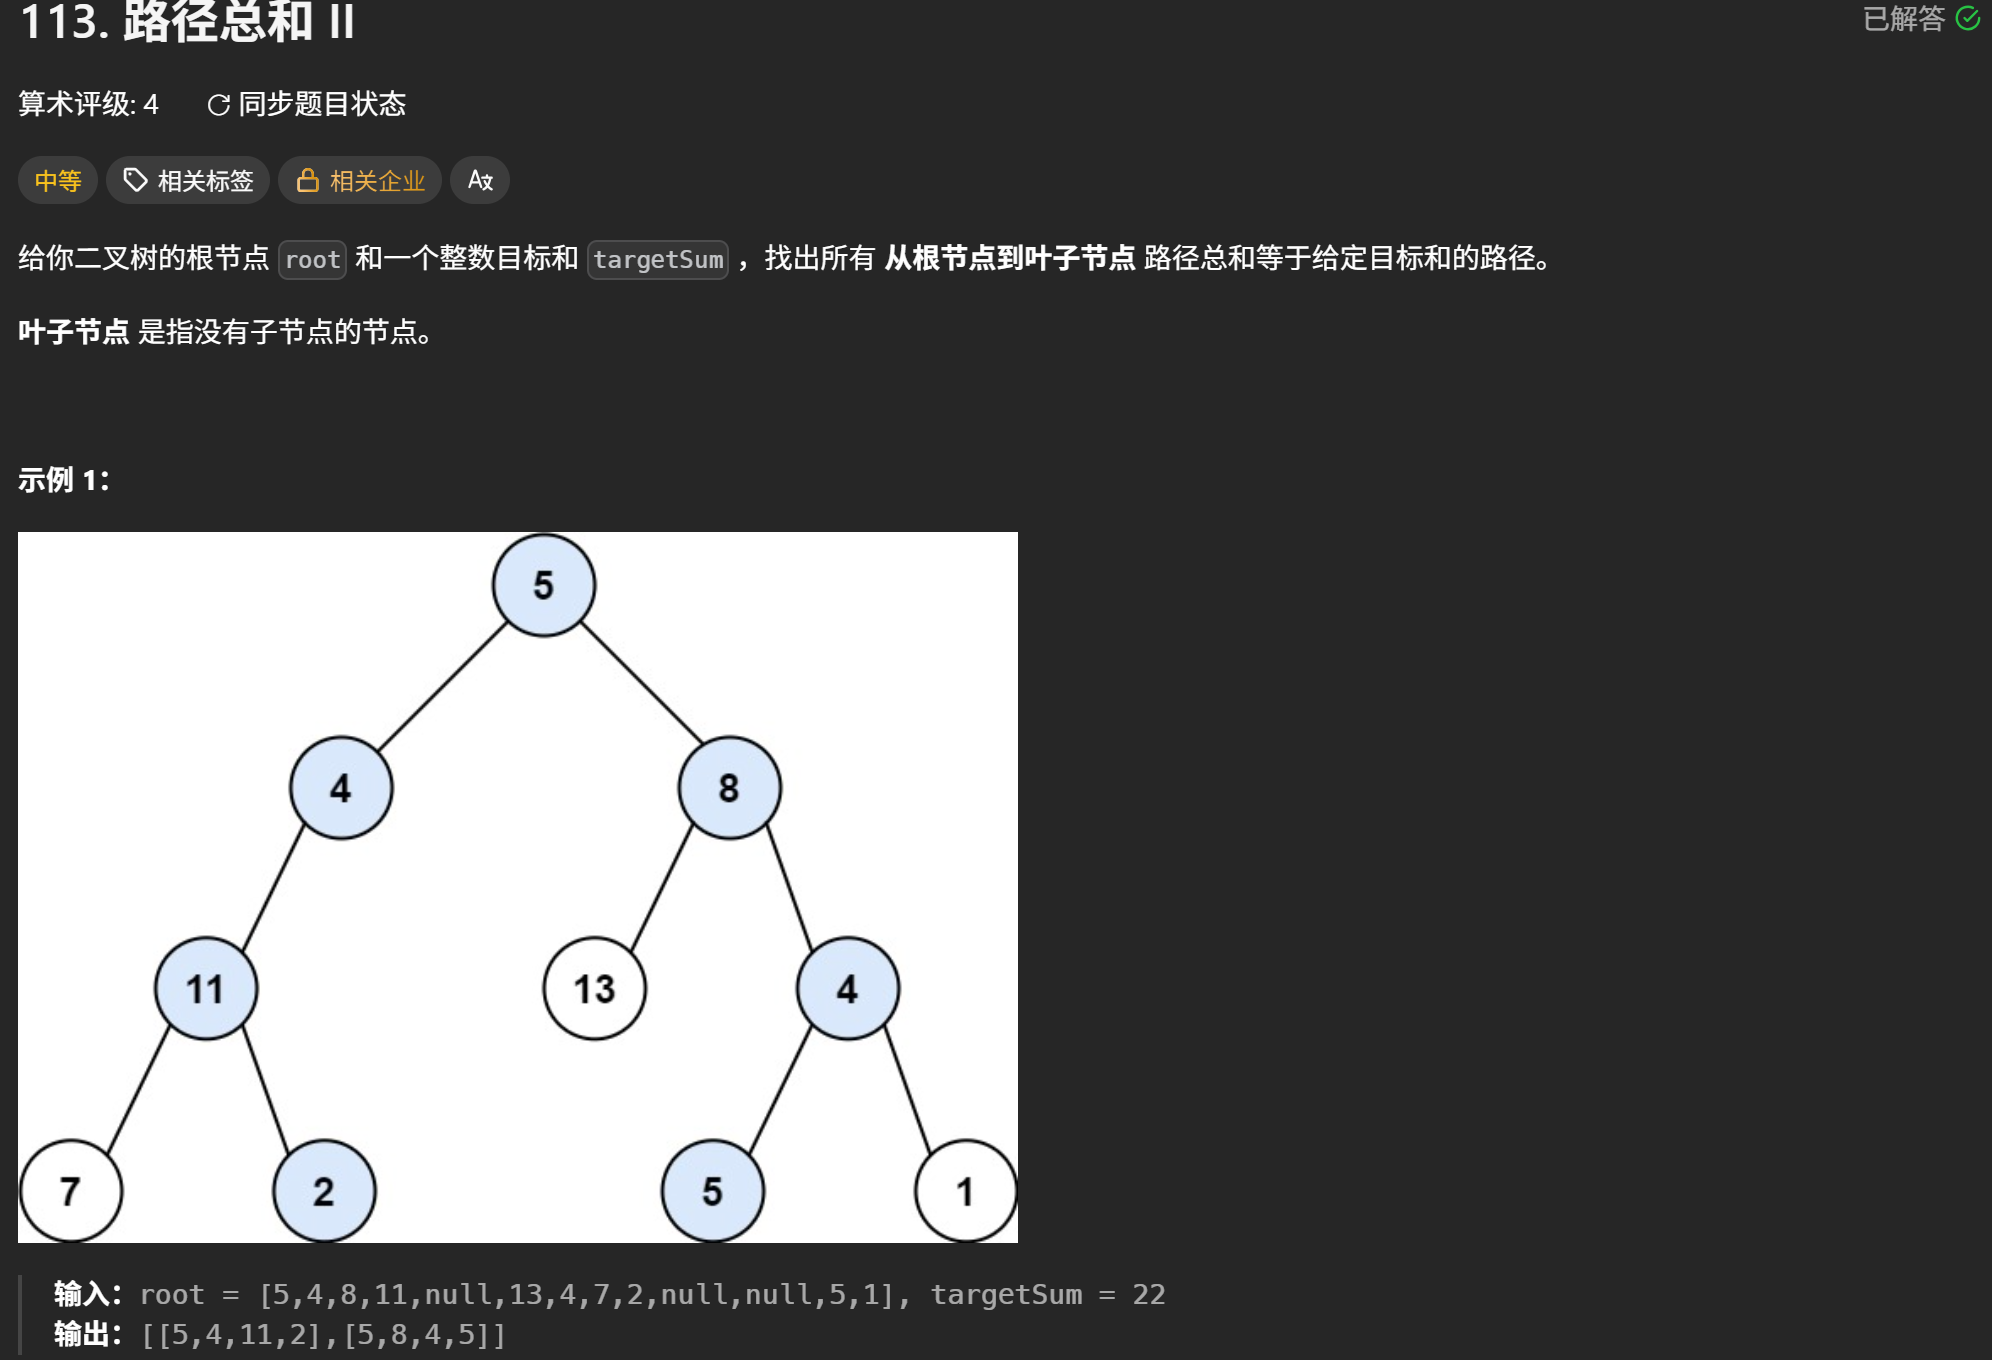 113. 路径总和 II
已解答
算术评级: 4 同步题目状态
中等 相关标签 相关企业
给你二叉树的根节点 root 和一个整数目标和 targetSum ，找出所有 从根节点到叶子节点 路径总和等于给定目标和的路径。
叶子节点 是指没有子节点的节点。
示例 1：
5
4 8
11 13 4
7 2 5 1
输入：root = [5,4,8,11,null,13,4,7,2,null,null,5,1], targetSum = 22
输出：[[5,4,11,2],[5,8,4,5]]